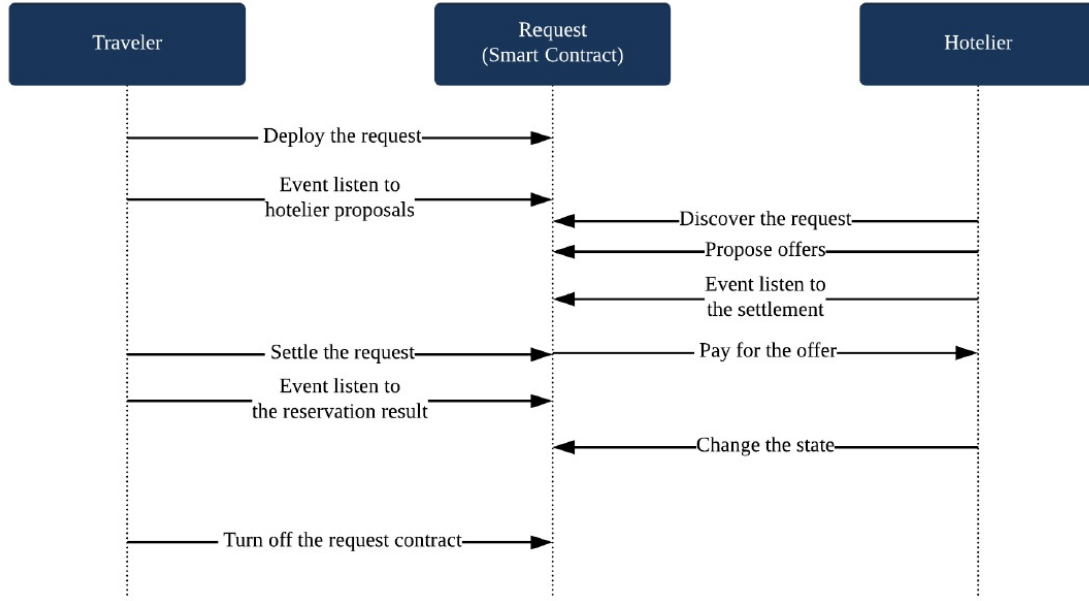 Traveler
Request
(Smart Contract)
Hotelier
Deploy the request
Event listen to
hotelier proposals
Discover the request
Propose offers
Event listen to
the settlement
Settle the request
Pay for the offer
Event listen to
the reservation result
Change the state
Turn off the request contract